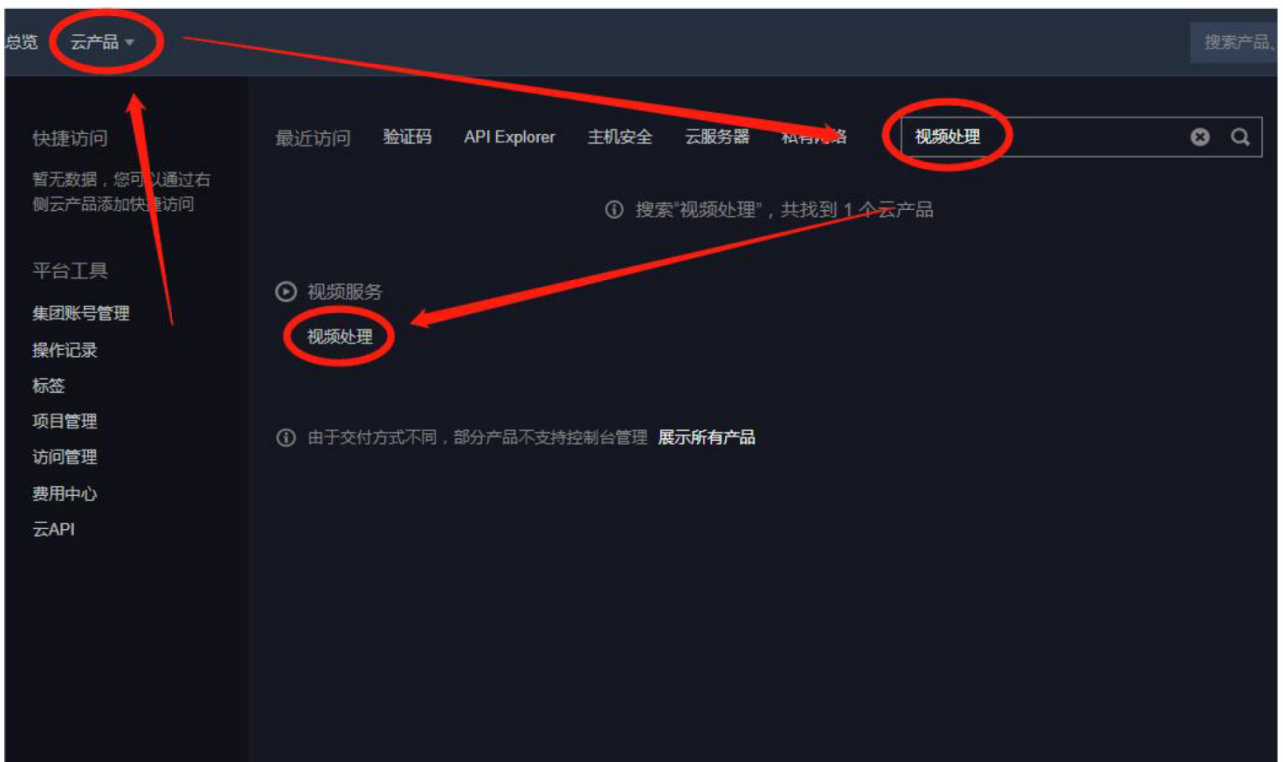 总览 云产品 搜索产品、
快捷访问
暂无数据，您可以通过右
侧云产品添加快捷访问
平台工具
集团账号管理
操作记录
标签
项目管理
访问管理
费用中心
云API
最近访问 验证码 API Explorer 主机安全 云服务器 私有网络 视频处理
搜索“视频处理”，共找到 1 个云产品
视频服务
视频处理
由于交付方式不同，部分产品不支持控制台管理 展示所有产品